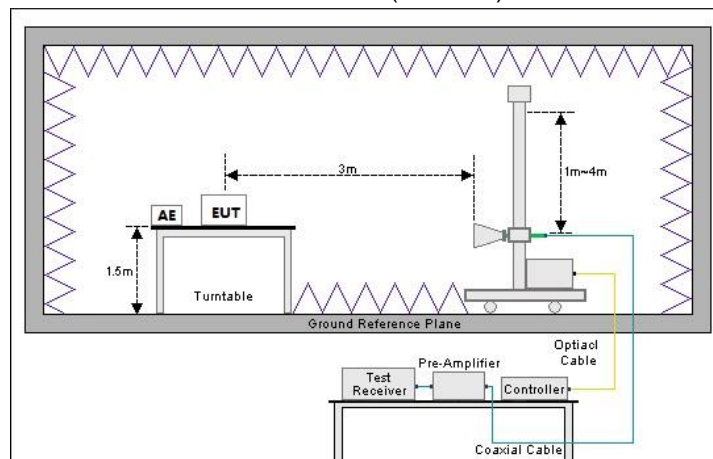 3m
1m~4m
AE
EUT
1.5m
Turntable
Ground Reference Plane
Optiacl
Cable
Pre-Amplifier
Test
Receiver
Controller
Coaxial Cable